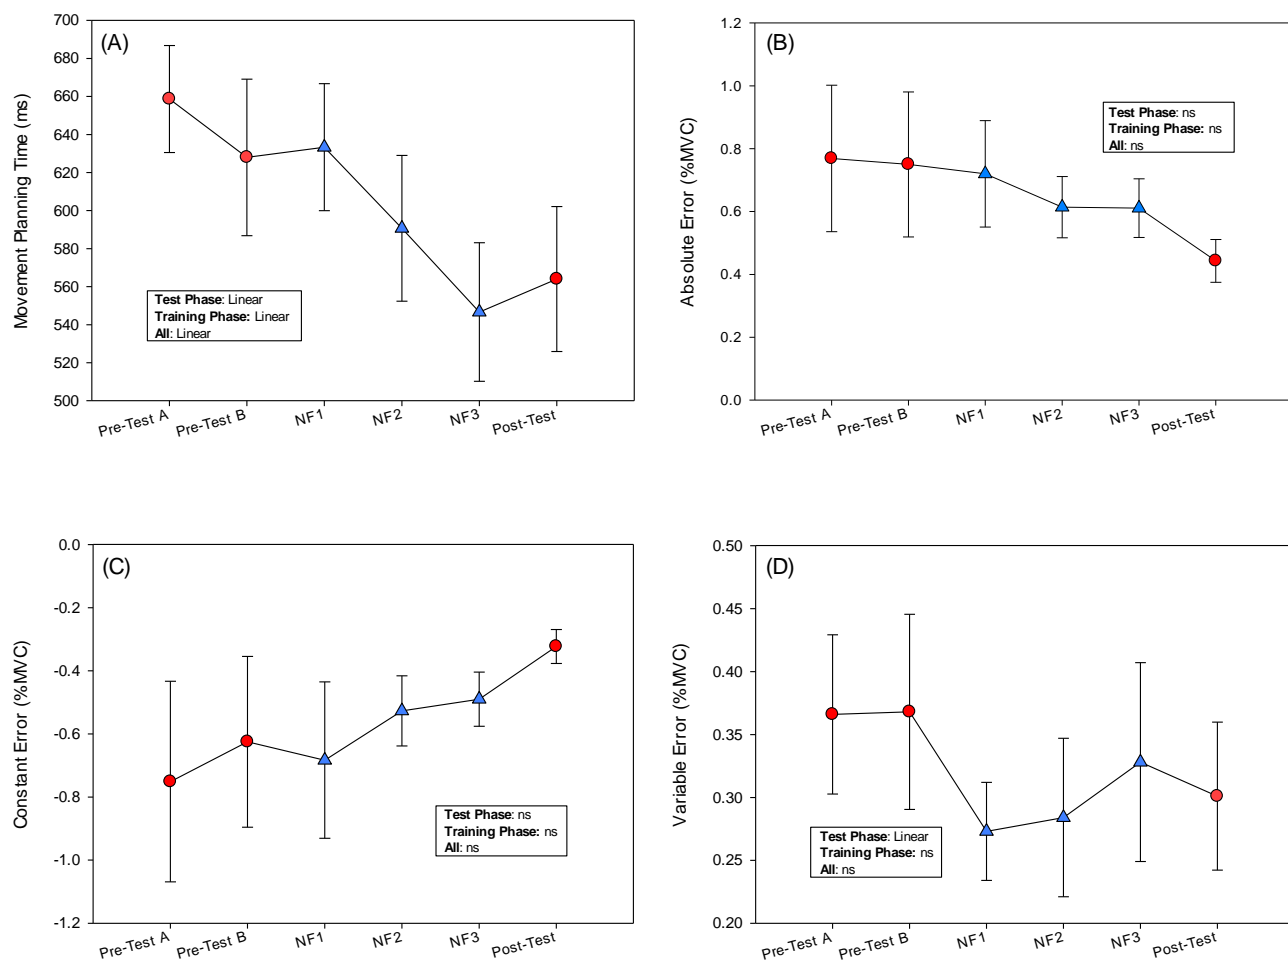 (A)
Movement Planning Time (ms)
700
680
660
640
620
600
580
560
540
520
500
Test Phase: Linear
Training Phase: Linear
All: Linear
Pre-Test A
Pre-Test B
NF1
NF2
NF3
Post-Test
(B)
Absolute Error (%MVC)
1.2
1.0
0.8
0.6
0.4
0.2
0.0
Test Phase: ns
Training Phase: ns
All: ns
Pre-Test A
Pre-Test B
NF1
NF2
NF3
Post-Test
(C)
Constant Error (%MVC)
0.0
-0.2
-0.4
-0.6
-0.8
-1.0
-1.2
Test Phase: ns
Training Phase: ns
All: ns
Pre-Test A
Pre-Test B
NF1
NF2
NF3
Post-Test
(D)
Variable Error (%MVC)
0.50
0.45
0.40
0.35
0.30
0.25
0.20
Test Phase: Linear
Training Phase: ns
All: ns
Pre-Test A
Pre-Test B
NF1
NF2
NF3
Post-Test